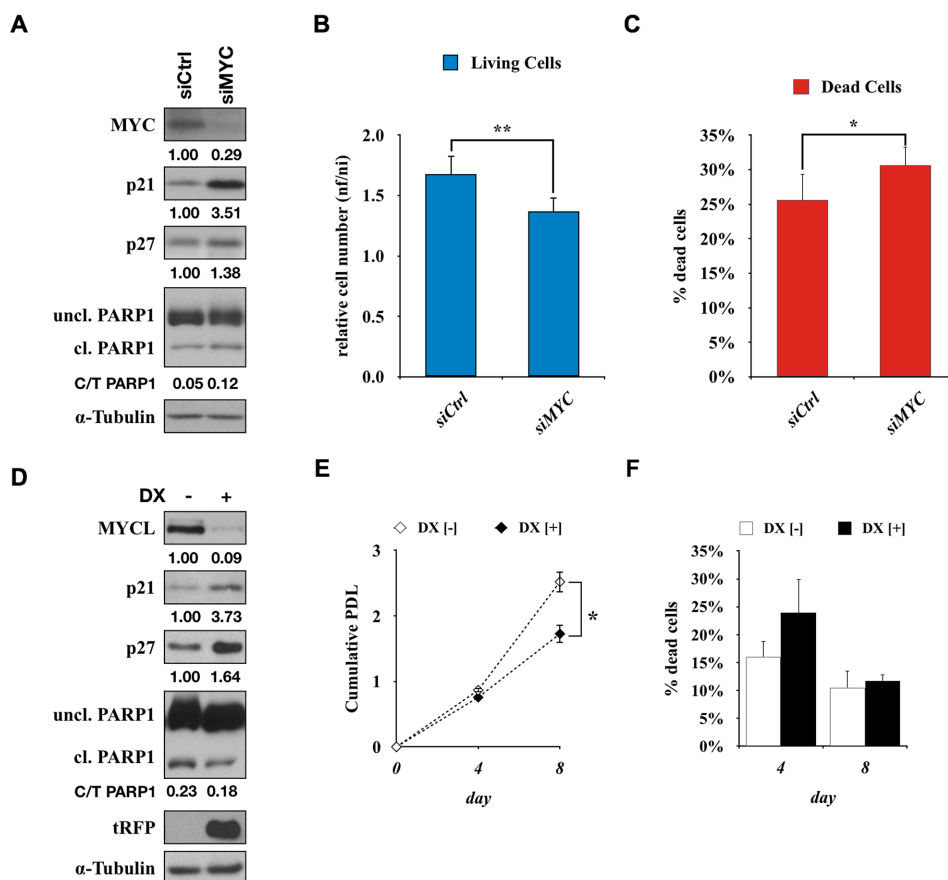 A
siCtrl
siMYC
MYC
1.00 0.29
p21
1.00 3.51
p27
1.00 1.38
uncl. PARP1
cl. PARP1
C/T PARP1 0.05 0.12
α-Tubulin
B
Living Cells
**
relative cell number (nf/ni)
2.0
1.5
1.0
0.5
0.0
siCtrl
siMYC
C
Dead Cells
*
% dead cells
35%
30%
25%
20%
15%
10%
5%
0%
siCtrl
siMYC
D
DX - +
MYCL
1.00 0.09
p21
1.00 3.73
p27
1.00 1.64
uncl. PARP1
cl. PARP1
C/T PARP1 0.23 0.18
tRFP
α-Tubulin
E
DX [-] DX [+]
Cumulative PDL
3
2
1
0
*
0 4 8
day
F
DX [-] DX [+]
% dead cells
35%
30%
25%
20%
15%
10%
5%
0%
4 8
day